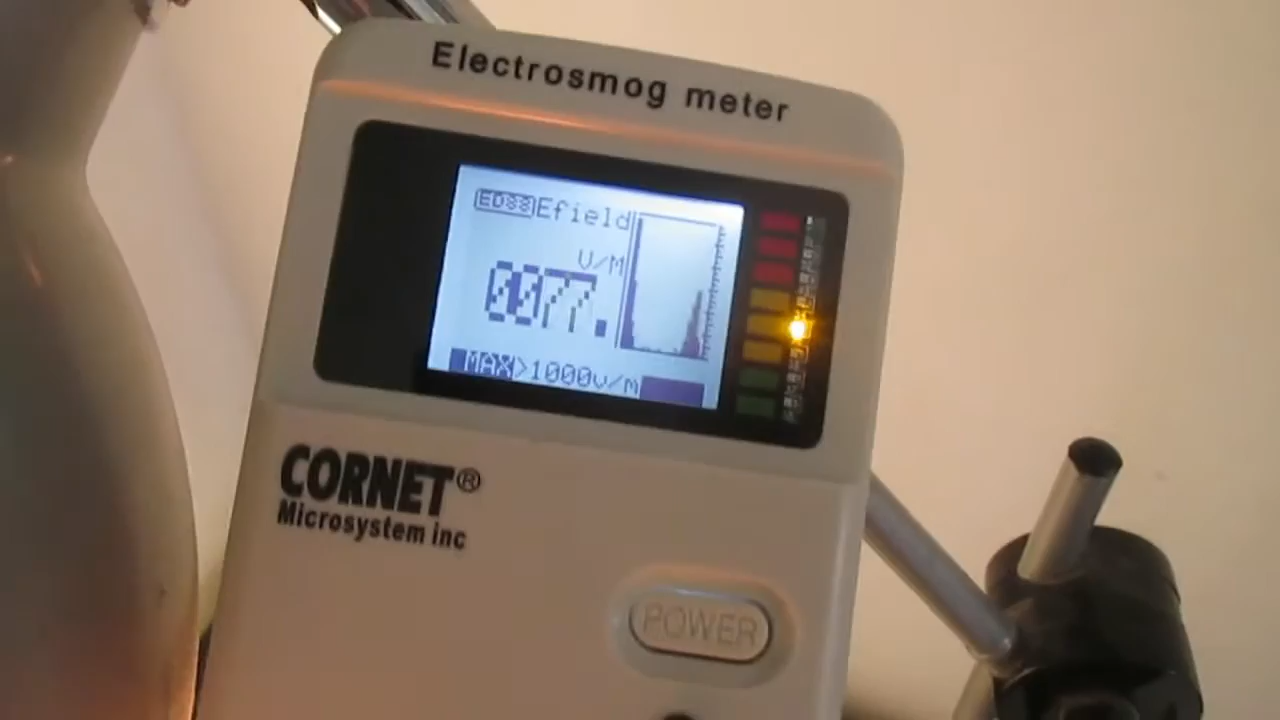 Electrosmog meter
ED88 Efield
V/M
0077.
MAX>1000v/m
CORNET®
Microsystem inc
POWER